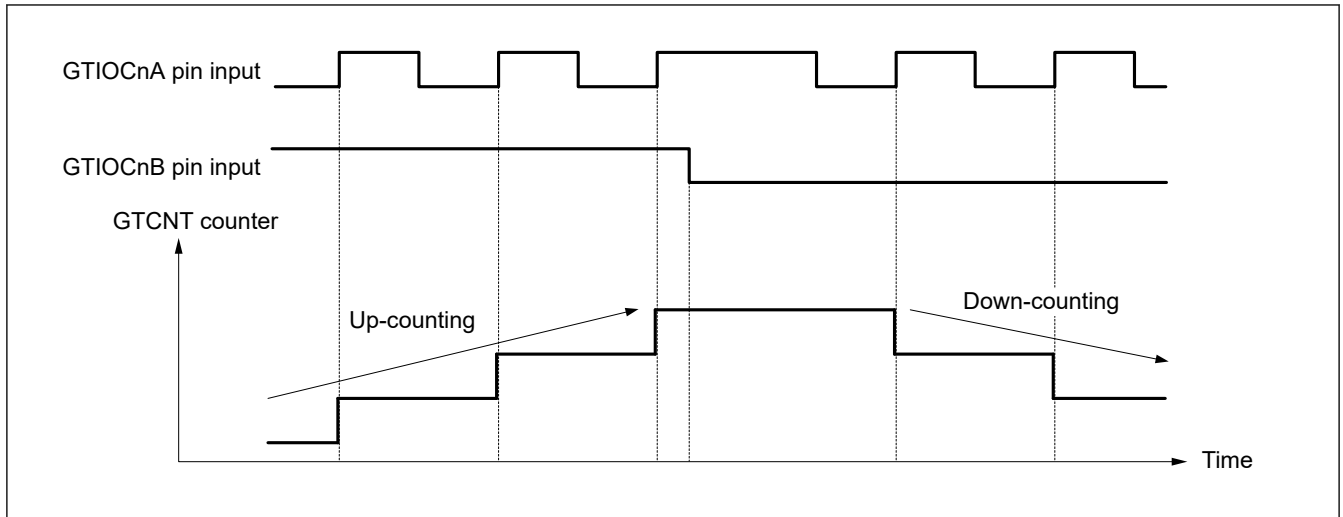 GTIOCnA pin input
GTIOCnB pin input
GTCNT counter
Up-counting
Down-counting
Time